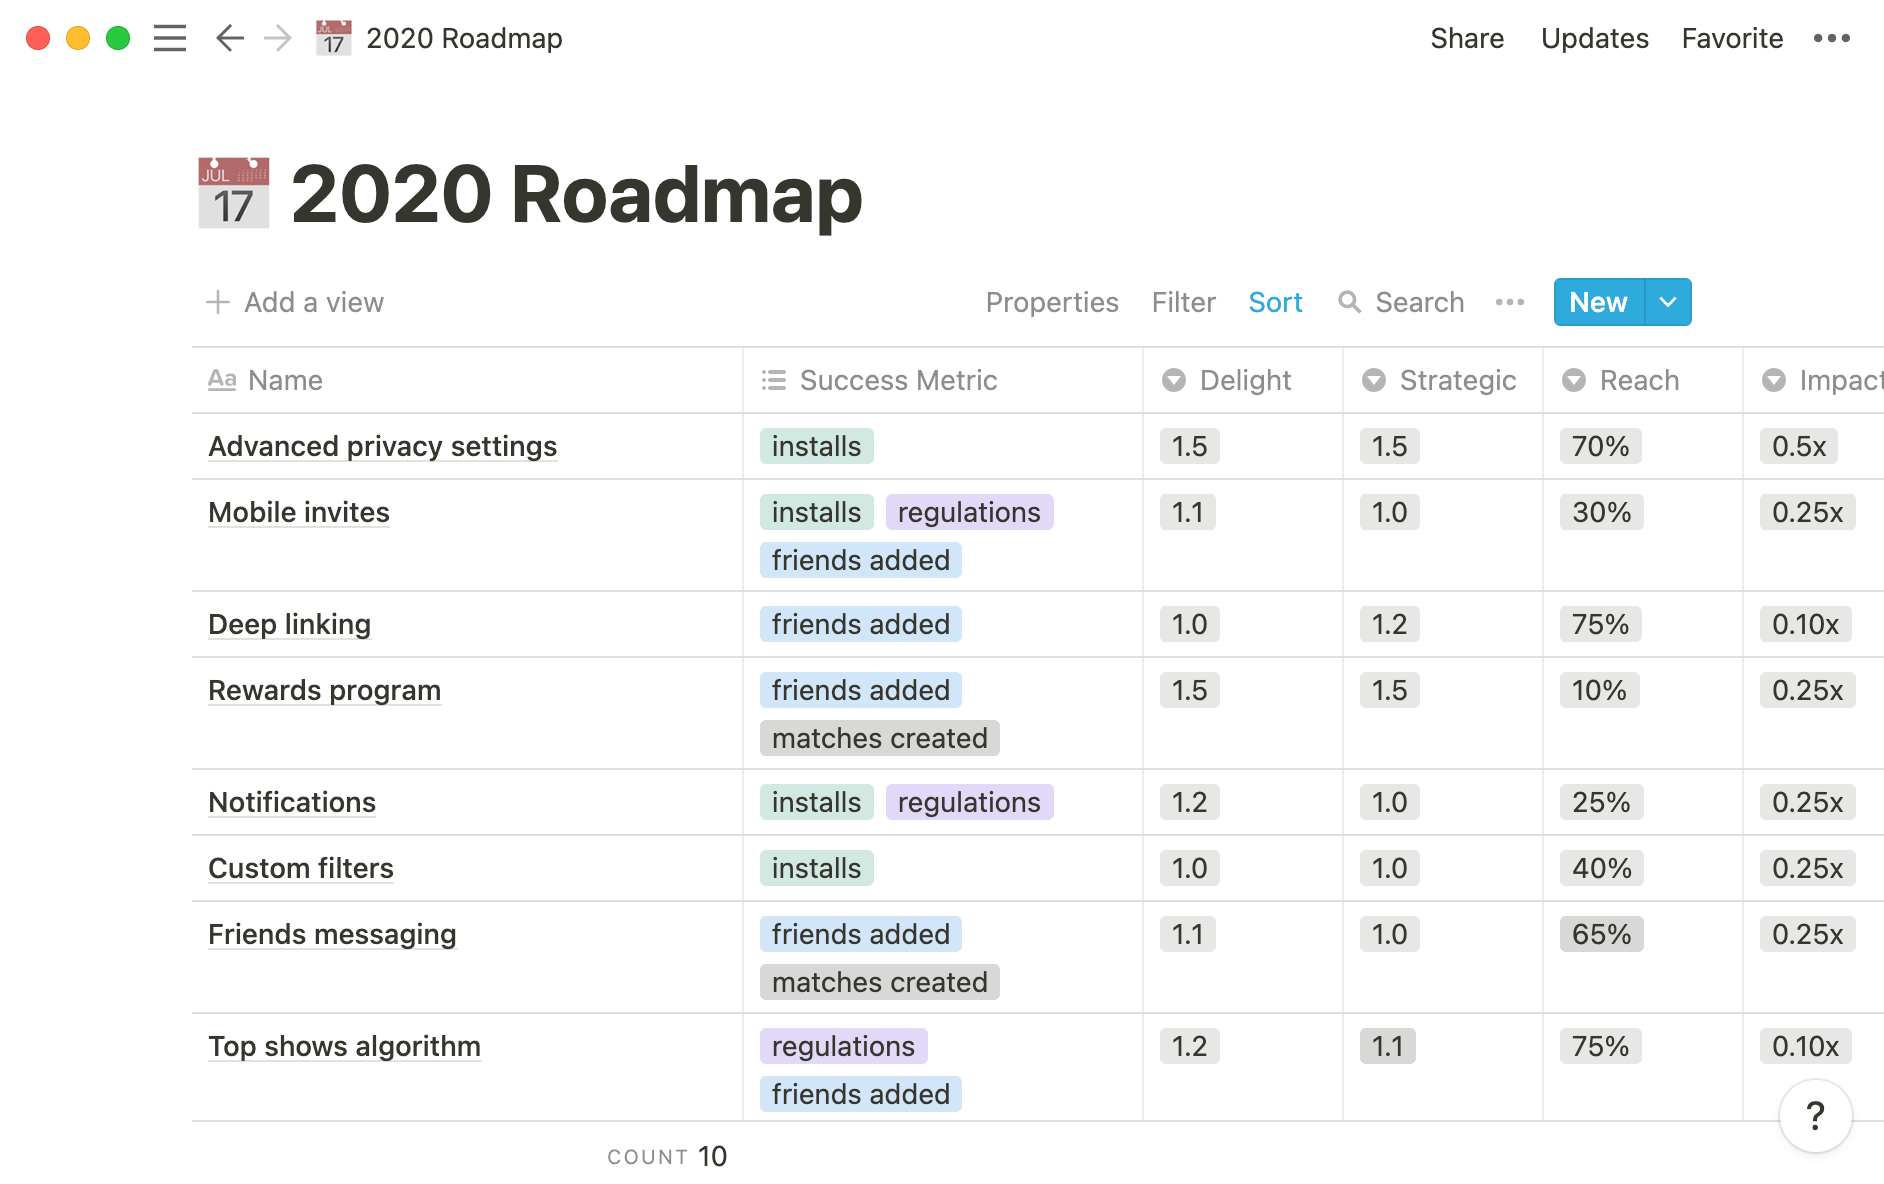 JUL 17 2020 Roadmap Share Updates Favorite
JUL 17 2020 Roadmap
Add a view Properties Filter Sort Search New
Aa Name Success Metric Delight Strategic Reach Impact
Advanced privacy settings installs 1.5 1.5 70% 0.5x
Mobile invites installs regulations 1.1 1.0 30% 0.25x
friends added
Deep linking friends added 1.0 1.2 75% 0.10x
Rewards program friends added 1.5 1.5 10% 0.25x
matches created
Notifications installs regulations 1.2 1.0 25% 0.25x
Custom filters installs 1.0 1.0 40% 0.25x
Friends messaging friends added 1.1 1.0 65% 0.25x
matches created
Top shows algorithm regulations 1.2 1.1 75% 0.10x
friends added
?
COUNT 10